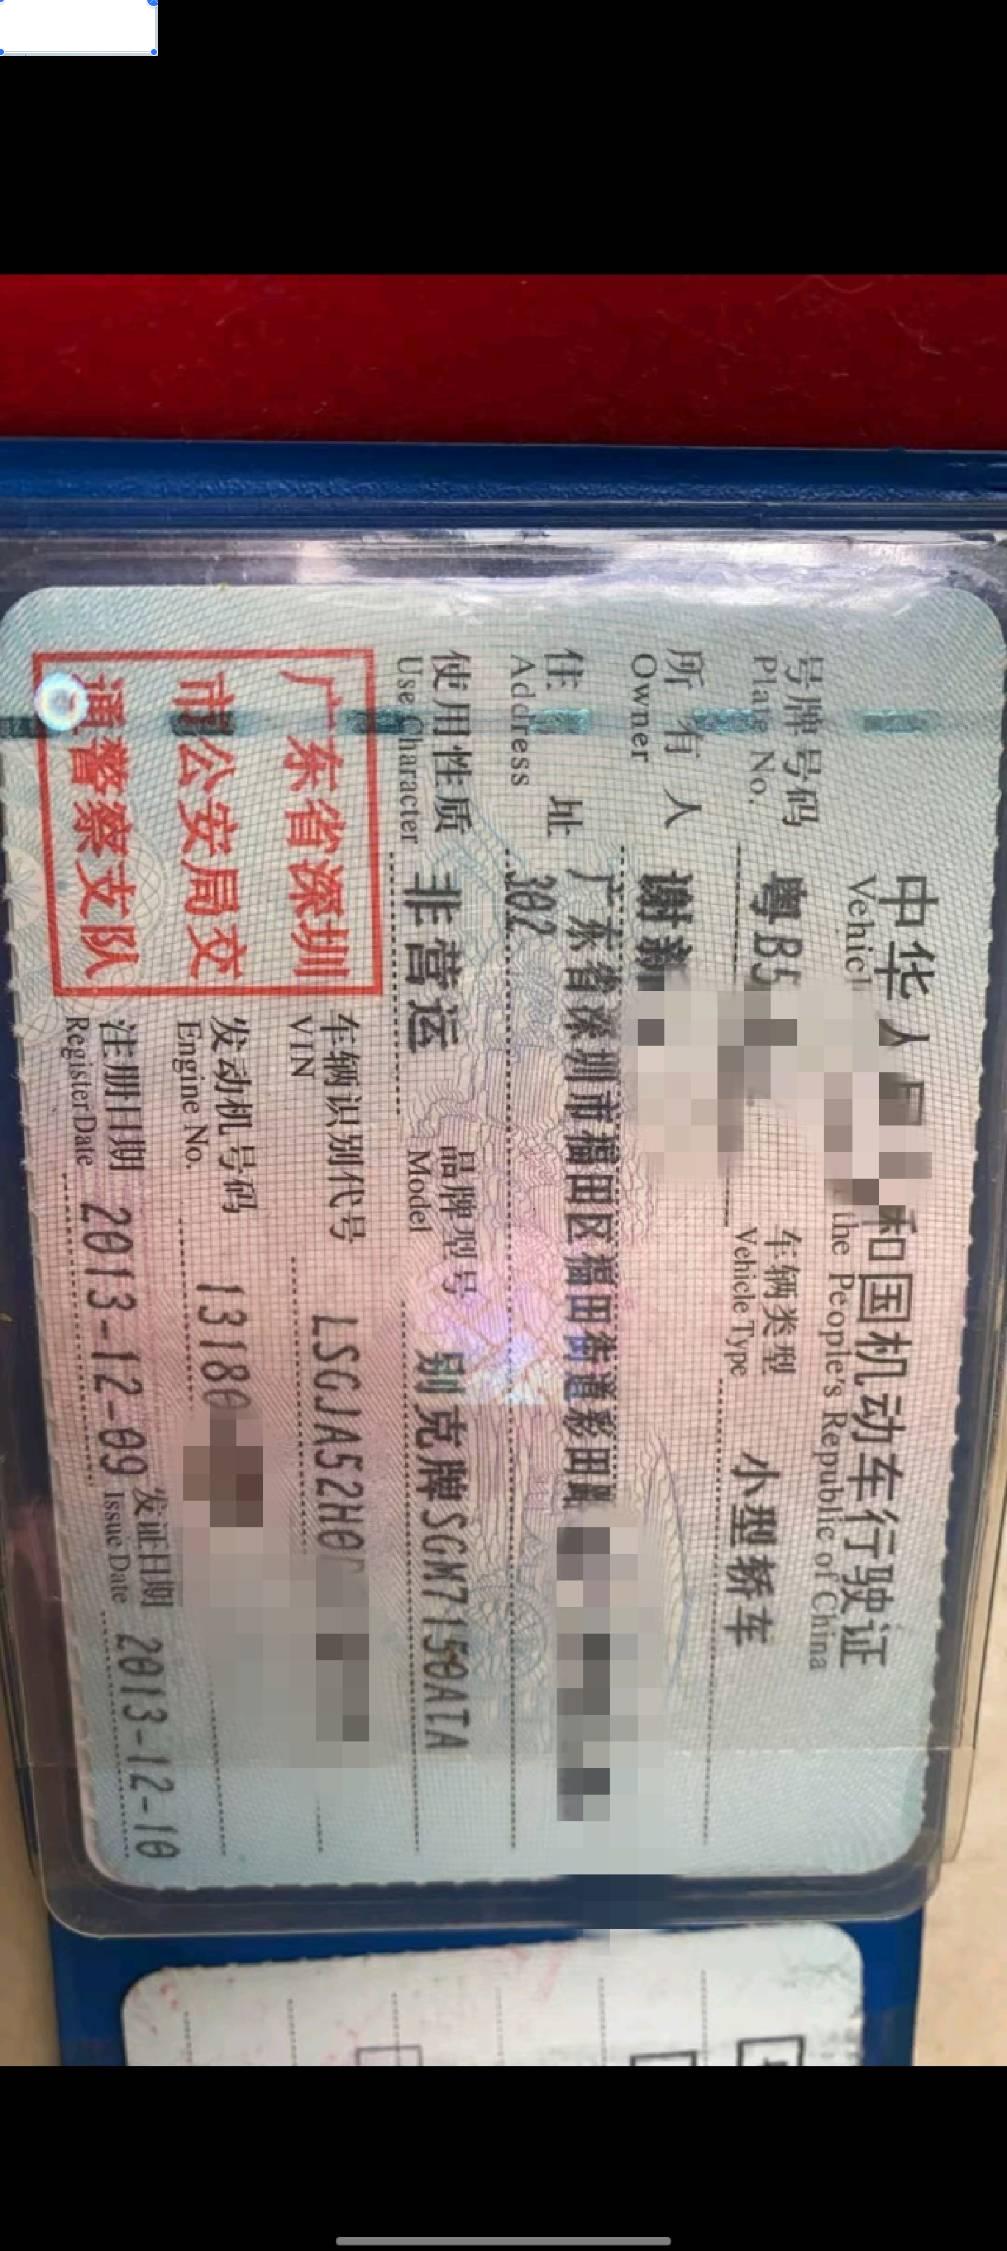 中华人民 和国机动车行驶证
Vehicl the People's Republic of China
号牌号码 粤B5 车辆类型 小型轿车
Plate No. Vehicle Type
所有人 谢
Owner
住址 广东省深圳市福田区福田街道彩田
Address 302
使用性质 非营运 品牌型号 别克牌SGM7150ATA
Use Character Model
广东省深圳
市公安局交
通警察支队
车辆识别代号 LSGJA52H0
VIN
发动机号码 13180
Engine No.
注册日期 2013-12-09 发证日期 2013-12-10
Register Date Issue Date